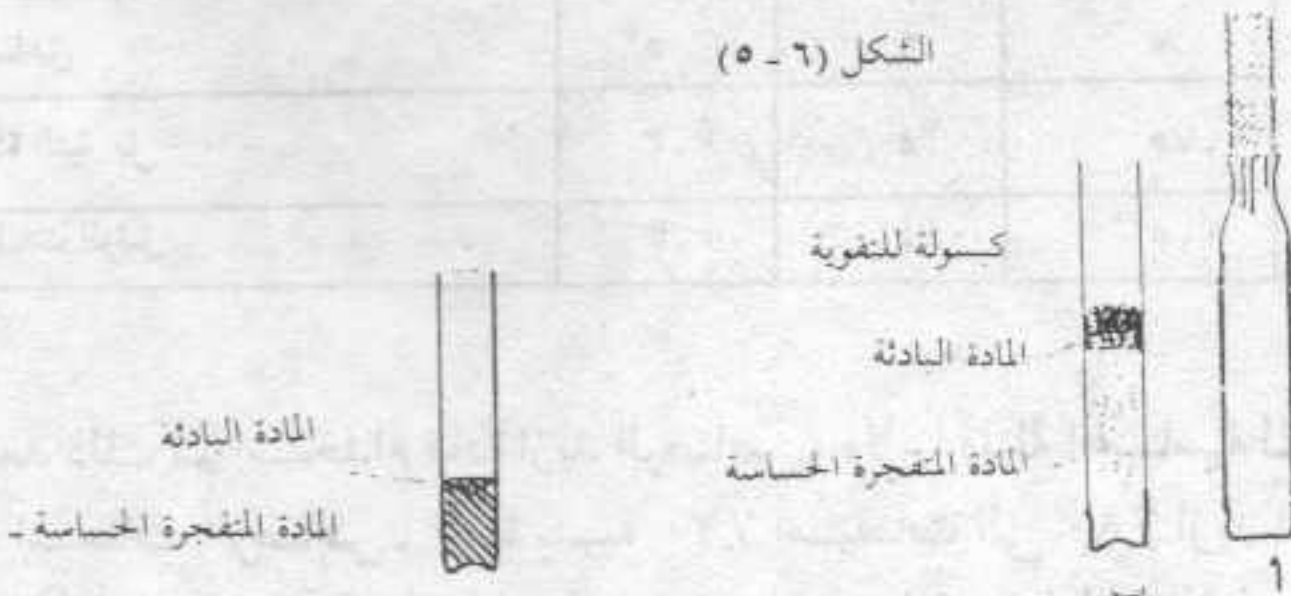 الشكل (٦ - ٥)
كبسولة للتقوية
المادة البادئة
المادة المتفجرة الحساسة
المادة البادئة
المادة المتفجرة الحساسة -
١